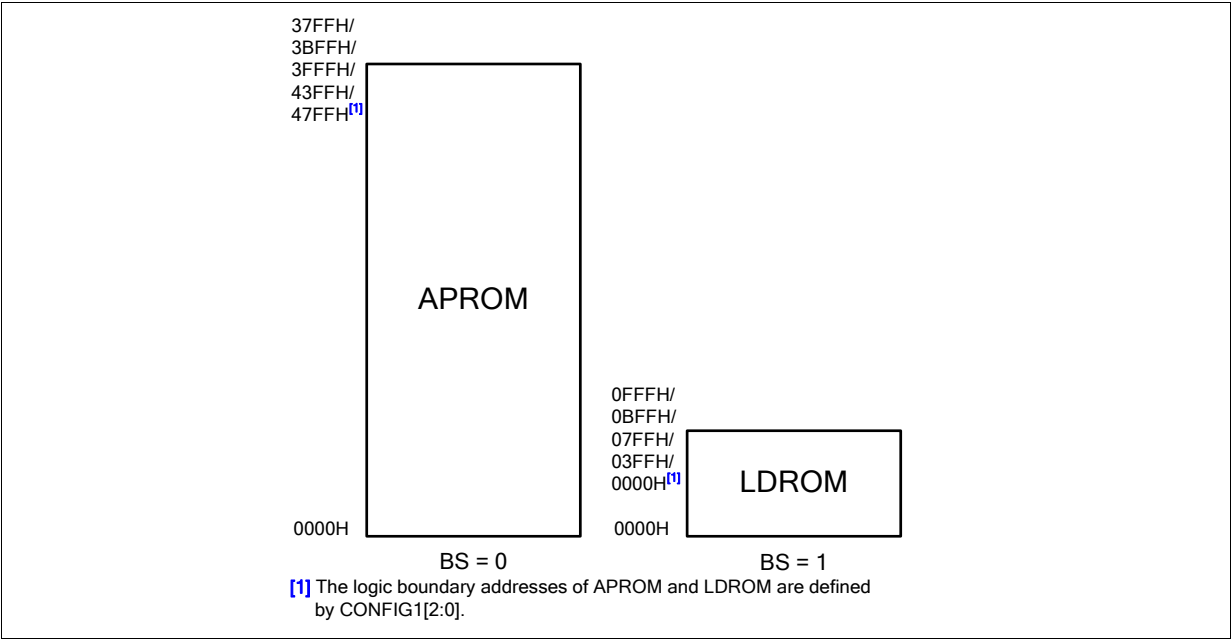 37FFH/
3BFFH/
3FFFH/
43FFH/
47FFH[1]
APROM
0FFFH/
0BFFH/
07FFH/
03FFH/
0000H[1]
LDROM
0000H
0000H
BS = 0
BS = 1
[1] The logic boundary addresses of APROM and LDROM are defined
by CONFIG1[2:0].